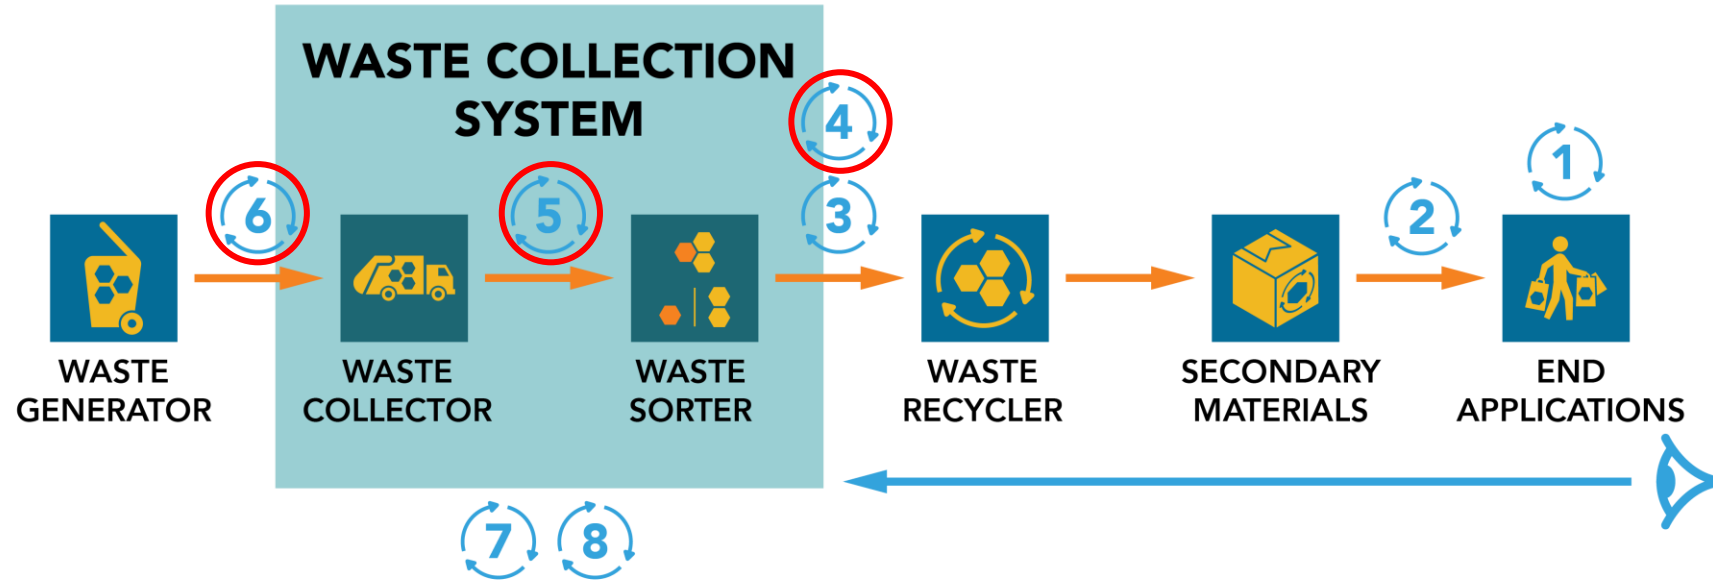 WASTE COLLECTION
SYSTEM
4
1
6
5
3
2
WASTE
GENERATOR
WASTE
COLLECTOR
WASTE
SORTER
WASTE
RECYCLER
SECONDARY
MATERIALS
END
APPLICATIONS
7
8